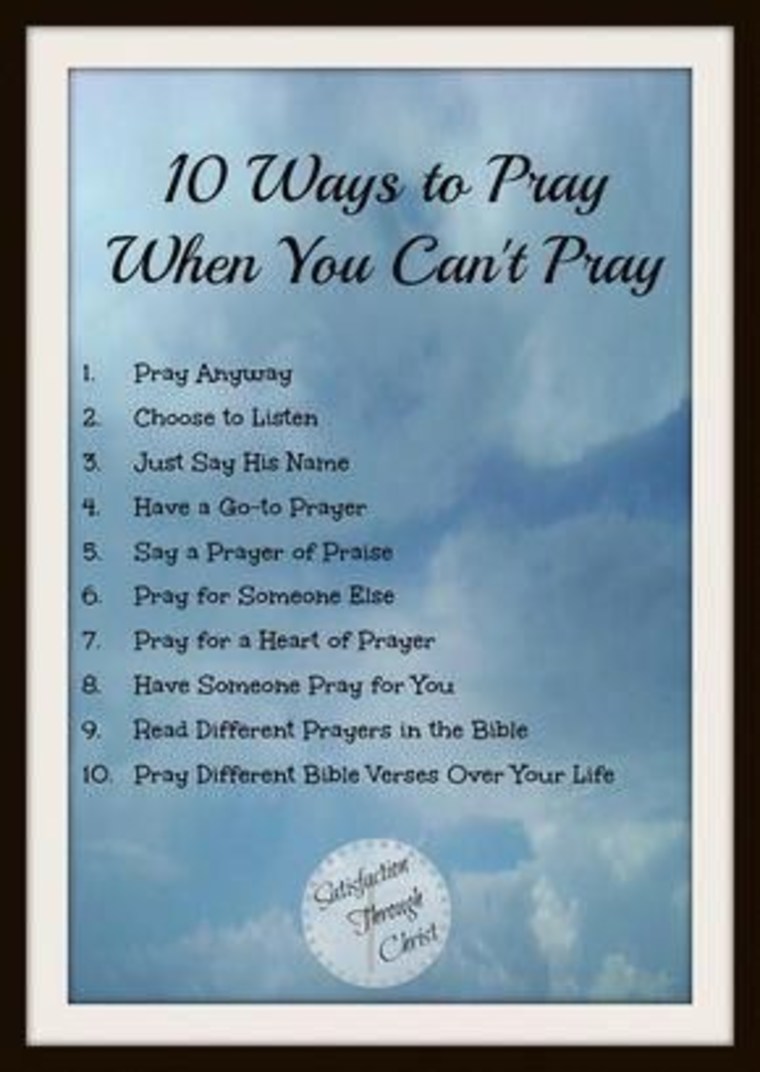 10 Ways to Pray
When You Can't Pray
1. Pray Anyway
2. Choose to Listen
3. Just Say His Name
4. Have a Go-to Prayer
5. Say a Prayer of Praise
6. Pray for Someone Else
7. Pray for a Heart of Prayer
8. Have Someone Pray for You
9. Read Different Prayers in the Bible
10. Pray Different Bible Verses Over Your Life
Satisfaction
Through
Christ